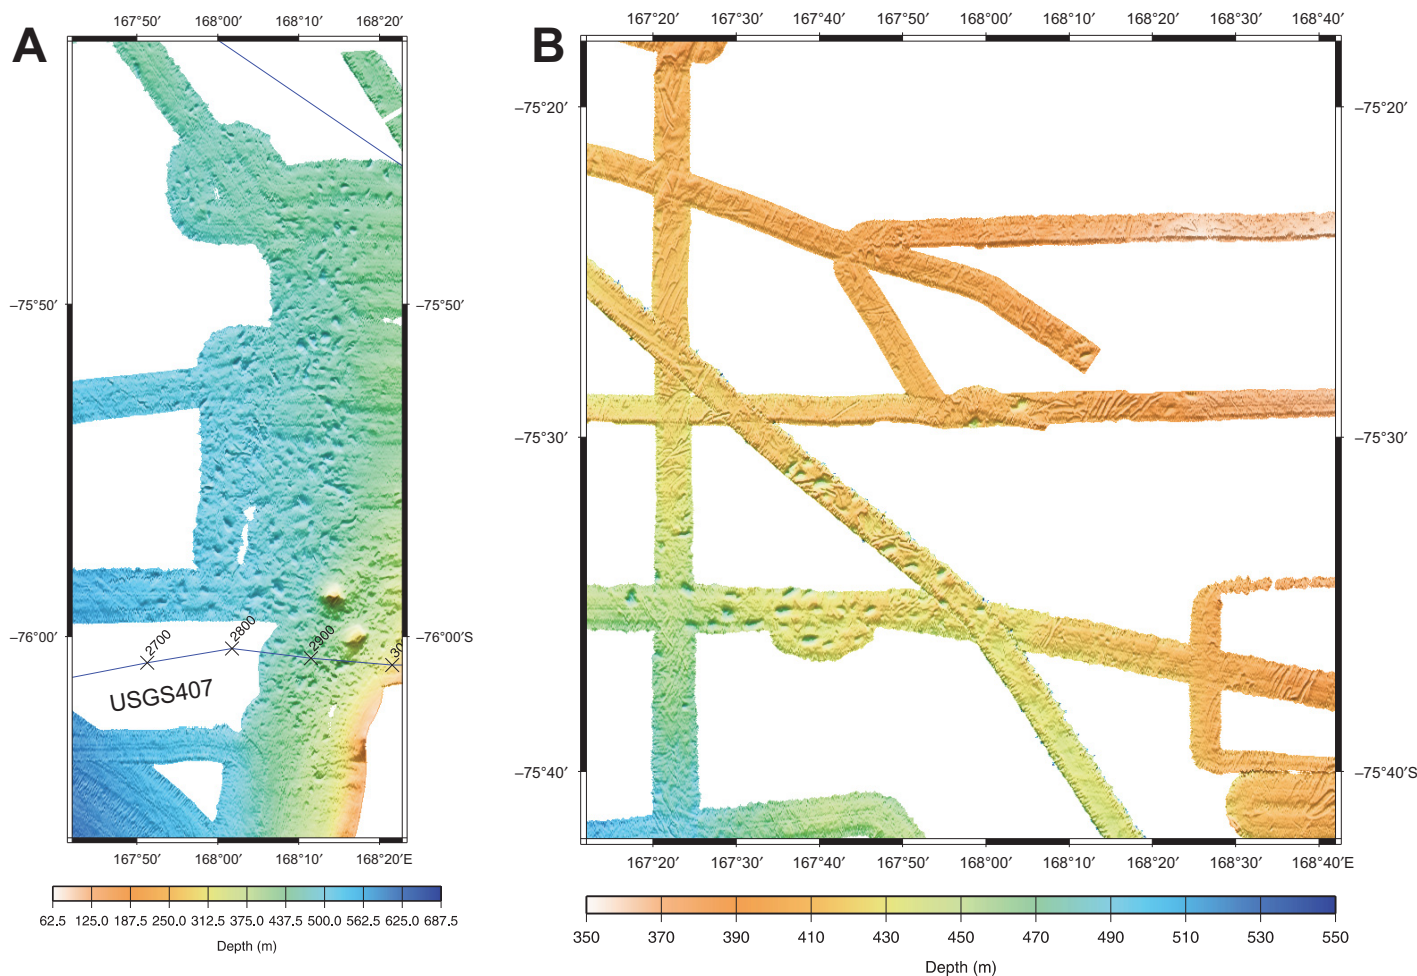 A
167°50′ 168°00′ 168°10′ 168°20′
−75°50′ −75°50′
−76°00′ −76°00′S
2700 2800 2900 30
USGS407
167°50′ 168°00′ 168°10′ 168°20′E
62.5 125.0 187.5 250.0 312.5 375.0 437.5 500.0 562.5 625.0 687.5
Depth (m)
B
167°20′ 167°30′ 167°40′ 167°50′ 168°00′ 168°10′ 168°20′ 168°30′ 168°40′
−75°20′ −75°20′
−75°30′ −75°30′
−75°40′ −75°40′S
167°20′ 167°30′ 167°40′ 167°50′ 168°00′ 168°10′ 168°20′ 168°30′ 168°40′E
350 370 390 410 430 450 470 490 510 530 550
Depth (m)